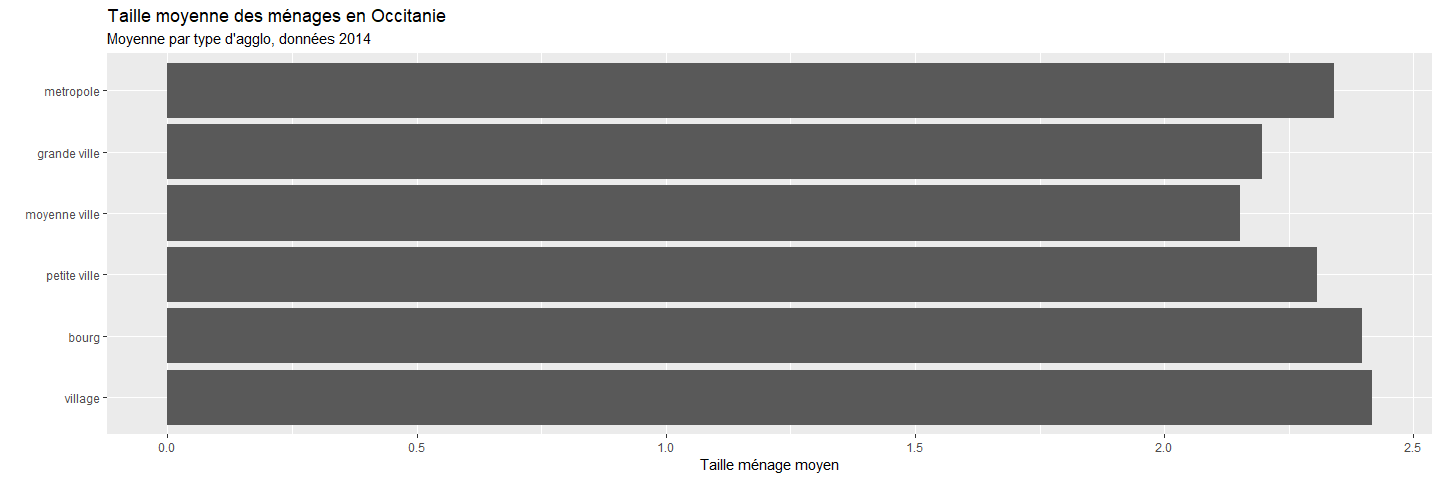 Taille moyenne des ménages en Occitanie
Moyenne par type d'agglo, données 2014
metropole
grande ville
moyenne ville
petite ville
bourg
village
0.0 0.5 1.0 1.5 2.0 2.5
Taille ménage moyen